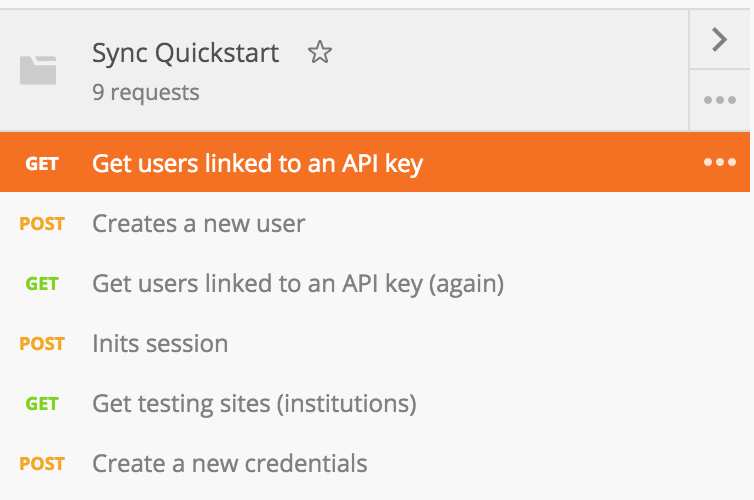 Sync Quickstart
9 requests
GET Get users linked to an API key
POST Creates a new user
GET Get users linked to an API key (again)
POST Inits session
GET Get testing sites (institutions)
POST Create a new credentials